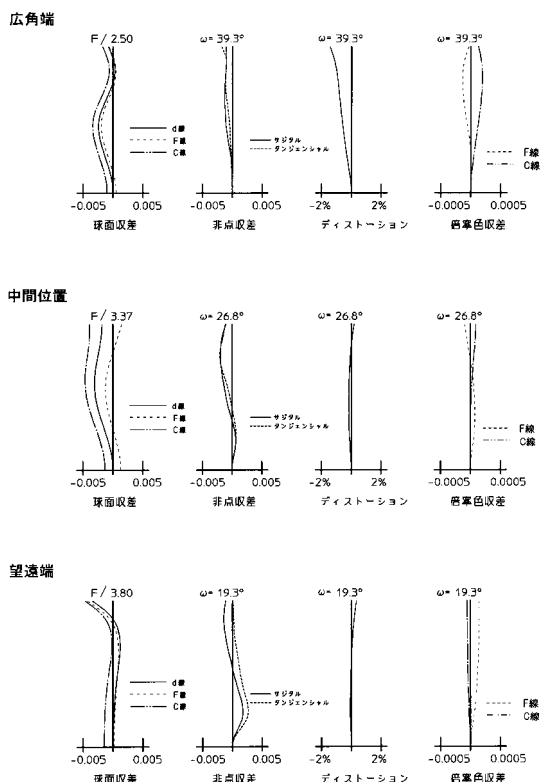 広角端
F/2.50 ω=39.3° ω=39.3° ω=39.3°
d線
F線
C線
サジタル
タンジェンシャル
F線
C線
-0.005 0.005 -0.005 0.005 -2% 2% -0.0005 0.0005
球面収差 非点収差 ディストーション 倍率色収差
中間位置
F/3.37 ω=26.8° ω=26.8° ω=26.8°
d線
F線
C線
サジタル
タンジェンシャル
F線
C線
-0.005 0.005 -0.005 0.005 -2% 2% -0.0005 0.0005
球面収差 非点収差 ディストーション 倍率色収差
望遠端
F/3.80 ω=19.3° ω=19.3° ω=19.3°
d線
F線
C線
サジタル
タンジェンシャル
F線
C線
-0.005 0.005 -0.005 0.005 -2% 2% -0.0005 0.0005
球面収差 非点収差 ディストーション 倍率色収差